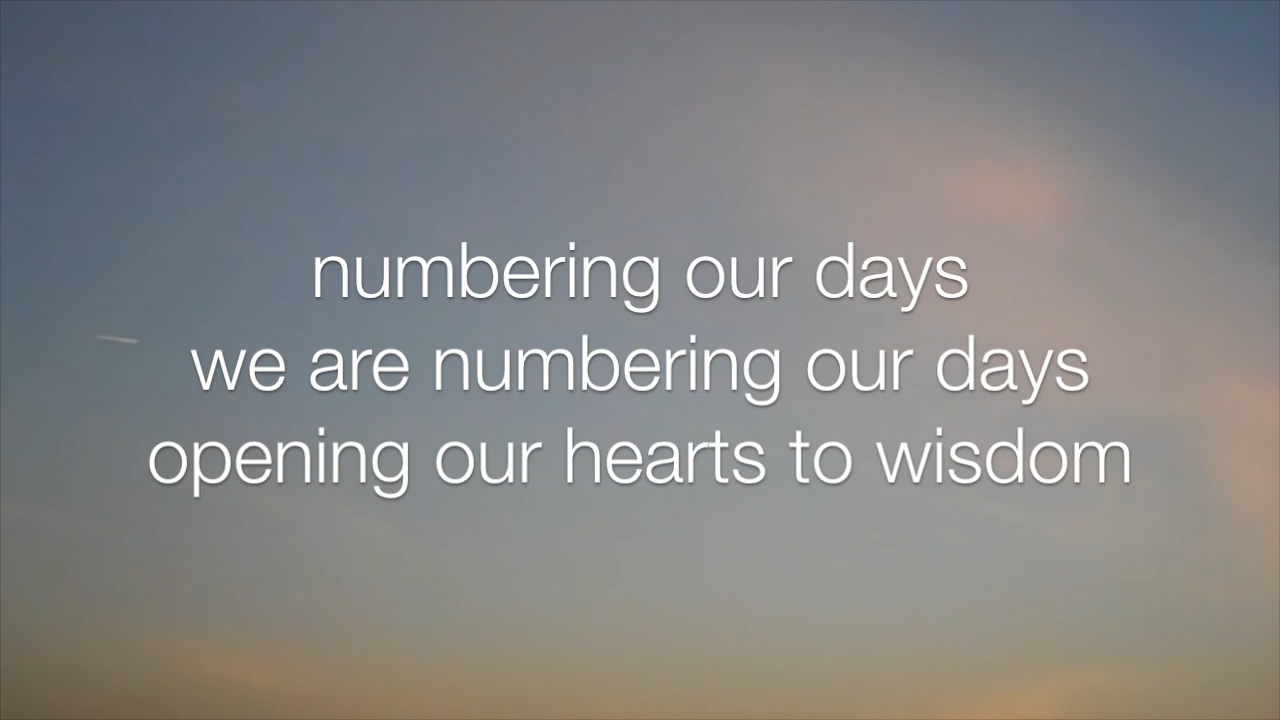 numbering our days
we are numbering our days
opening our hearts to wisdom